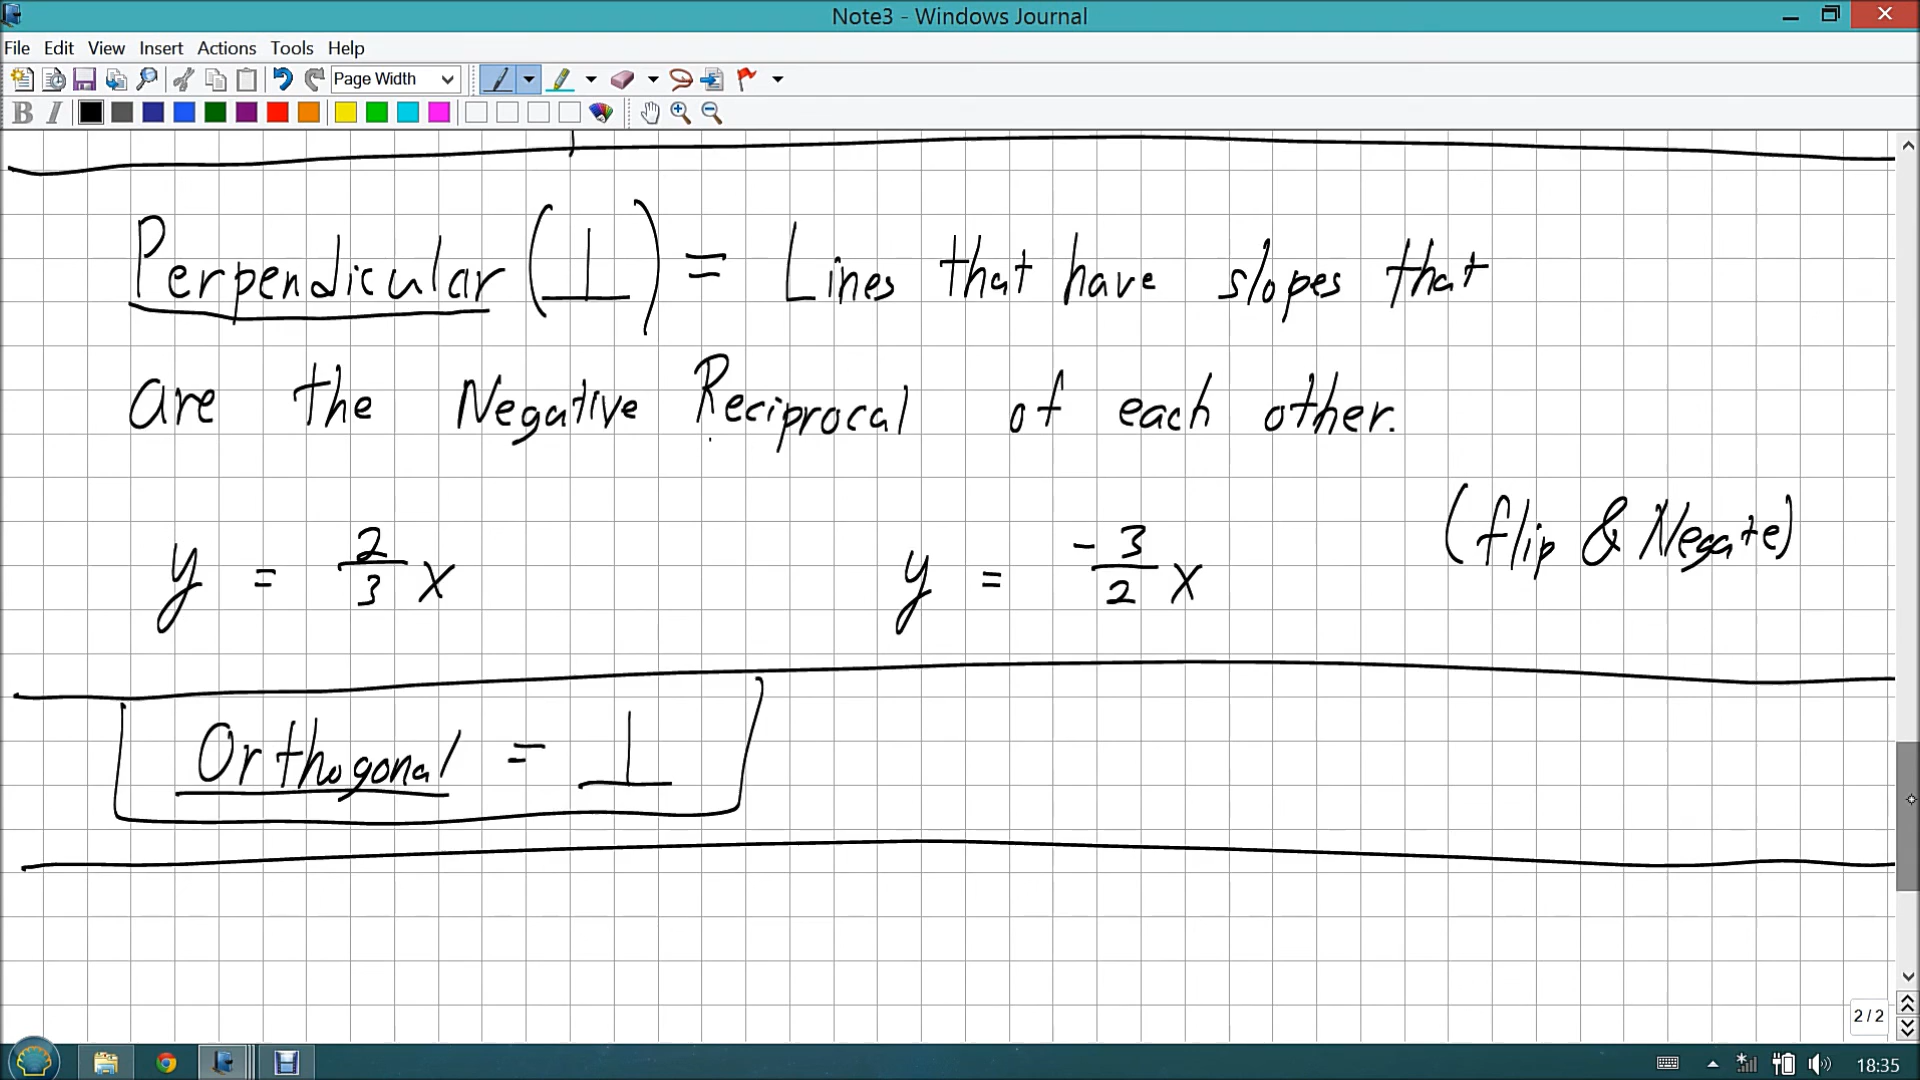 Note3 - Windows Journal
File Edit View Insert Actions Tools Help
Page Width
B I
Perpendicular (⊥) = Lines that have slopes that
are the Negative Reciprocal of each other.
(flip & Negate)
y = 2/3 x    y = -3/2 x
Orthogonal = ⊥
2 / 2
18:35